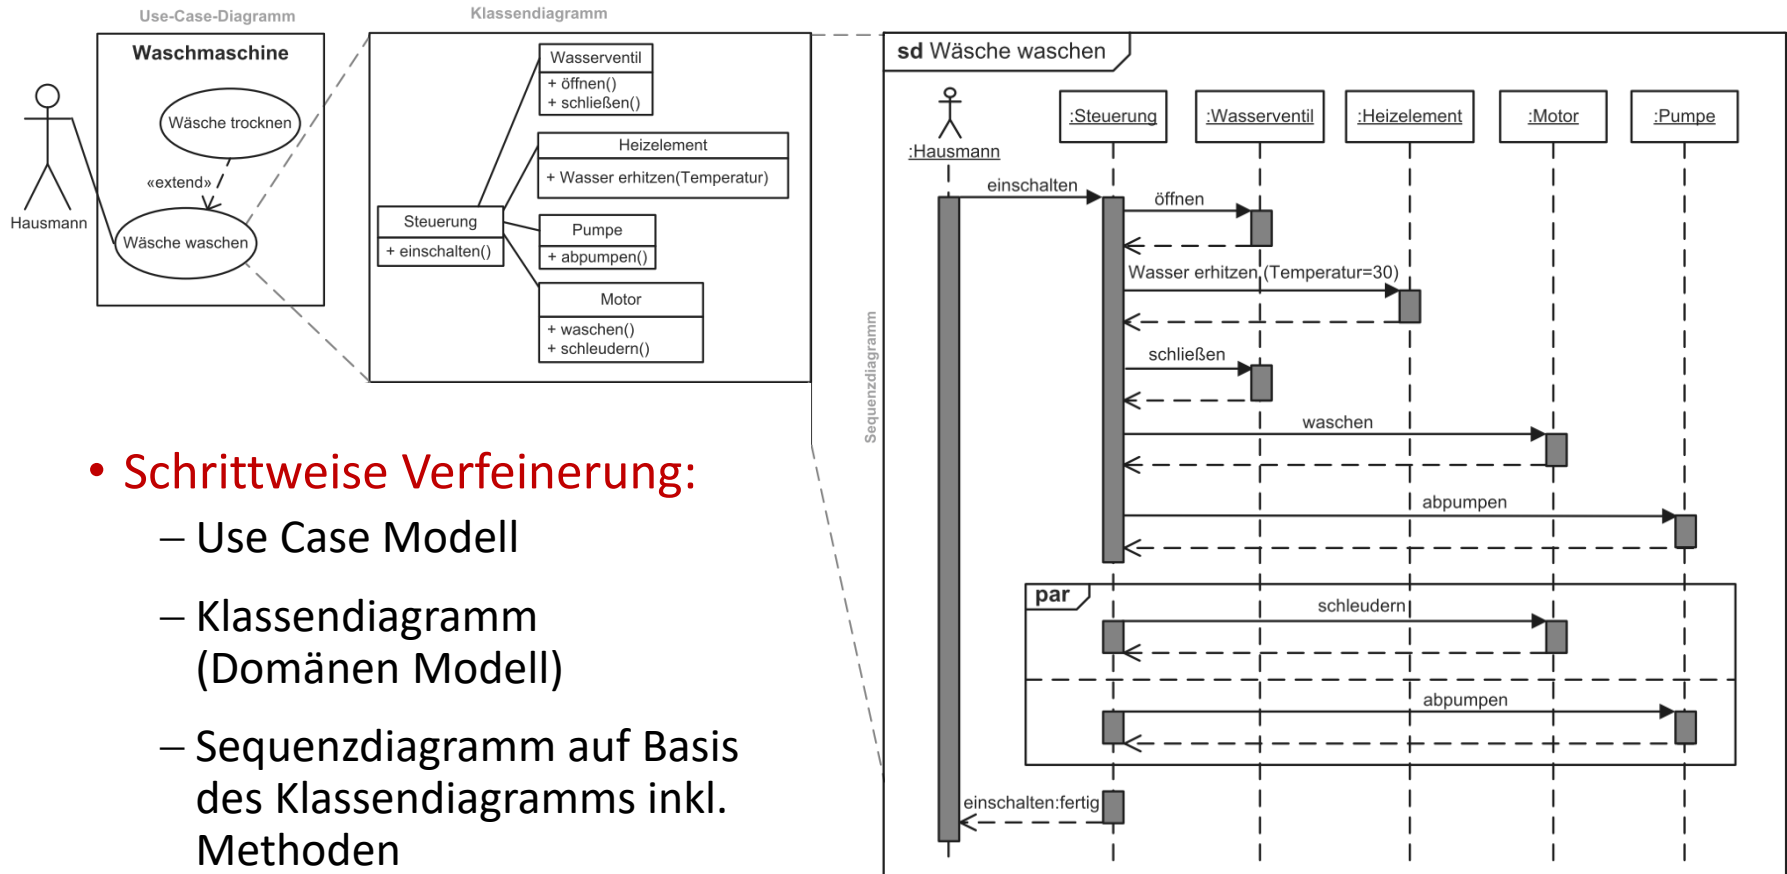 Use-Case-Diagramm
Waschmaschine
Wäsche trocknen
«extend»
Hausmann
Wäsche waschen
Klassendiagramm
Wasserventil
+ öffnen()
+ schließen()
Heizelement
+ Wasser erhitzen(Temperatur)
Steuerung
+ einschalten()
Pumpe
+ abpumpen()
Motor
+ waschen()
+ schleudern()
Sequenzdiagramm
sd Wäsche waschen
:Hausmann
:Steuerung
:Wasserventil
:Heizelement
:Motor
:Pumpe
einschalten
öffnen
Wasser erhitzen (Temperatur=30)
schließen
waschen
abpumpen
par
schleudern
abpumpen
einschalten:fertig
• Schrittweise Verfeinerung:
– Use Case Modell
– Klassendiagramm
(Domänen Modell)
– Sequenzdiagramm auf Basis
des Klassendiagramms inkl.
Methoden